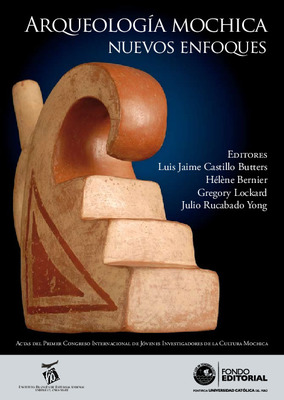 ARQUEOLOGÍA MOCHICA
NUEVOS ENFOQUES
EDITORES
Luis Jaime Castillo Butters
Hélène Bernier
Gregory Lockard
Julio Rucabado Yong
ACTAS DEL PRIMER CONGRESO INTERNACIONAL DE JÓVENES INVESTIGADORES DE LA CULTURA MOCHICA
FONDO
EDITORIAL
PONTIFICIA UNIVERSIDAD CATÓLICA DEL PERÚ